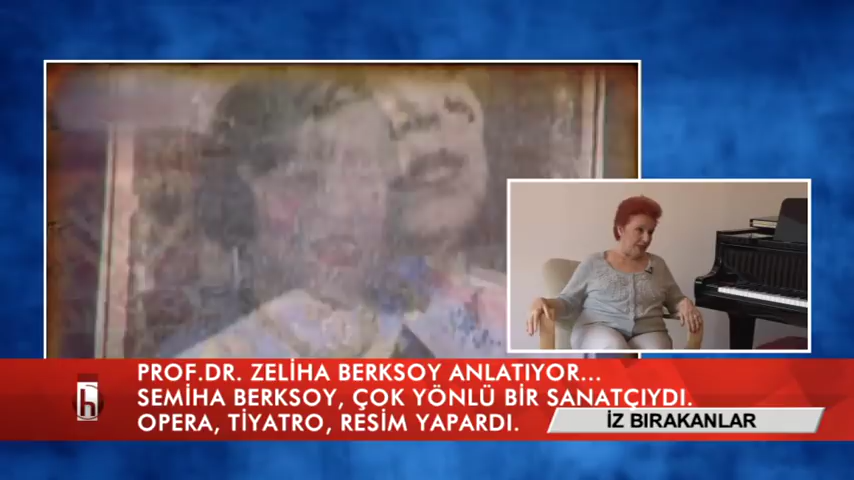 PROF.DR. ZELİHA BERKSOY ANLATIYOR...
SEMİHA BERKSOY, ÇOK YÖNLÜ BİR SANATÇIYDI.
OPERA, TİYATRO, RESİM YAPARDI.
İZ BIRAKANLAR
h